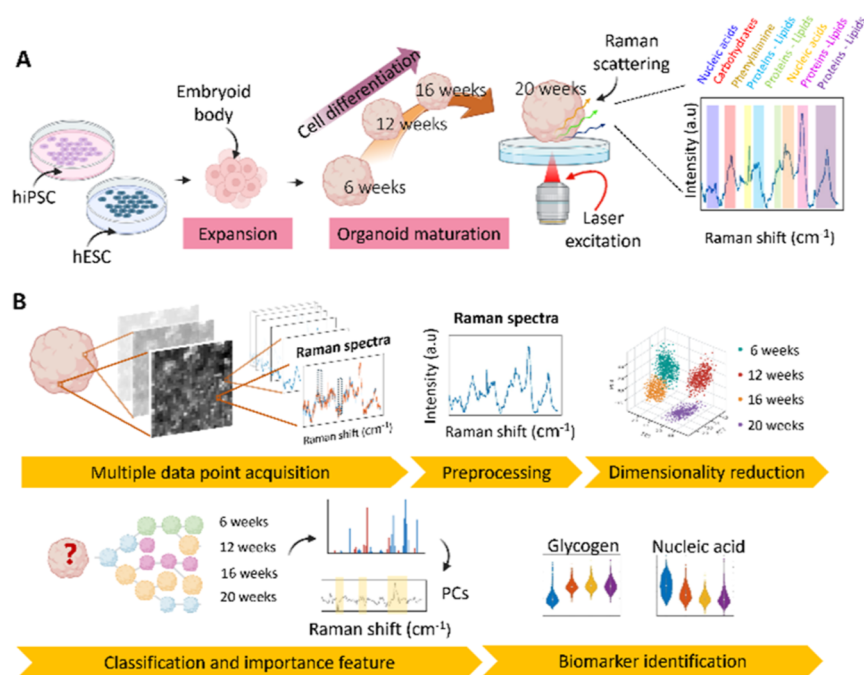 A
hiPSC
hESC
Embryoid
body
Expansion
Cell differentiation
6 weeks
12 weeks
16 weeks
Organoid maturation
20 weeks
Raman
scattering
Laser
excitation
Nucleic acids
Carbohydrates
Phenylalanine
Proteins - Lipids
Proteins - Lipids
Nucleic acids
Proteins -Lipids
Proteins - Lipids
Intensity (a.u)
Raman shift (cm⁻¹)
B
Raman spectra
Raman shift (cm⁻¹)
Raman spectra
Intensity (a.u)
Raman shift (cm⁻¹)
6 weeks
12 weeks
16 weeks
20 weeks
Multiple data point acquisition
Preprocessing
Dimensionality reduction
?
6 weeks
12 weeks
16 weeks
20 weeks
PCs
Raman shift (cm⁻¹)
Glycogen
Nucleic acid
Classification and importance feature
Biomarker identification